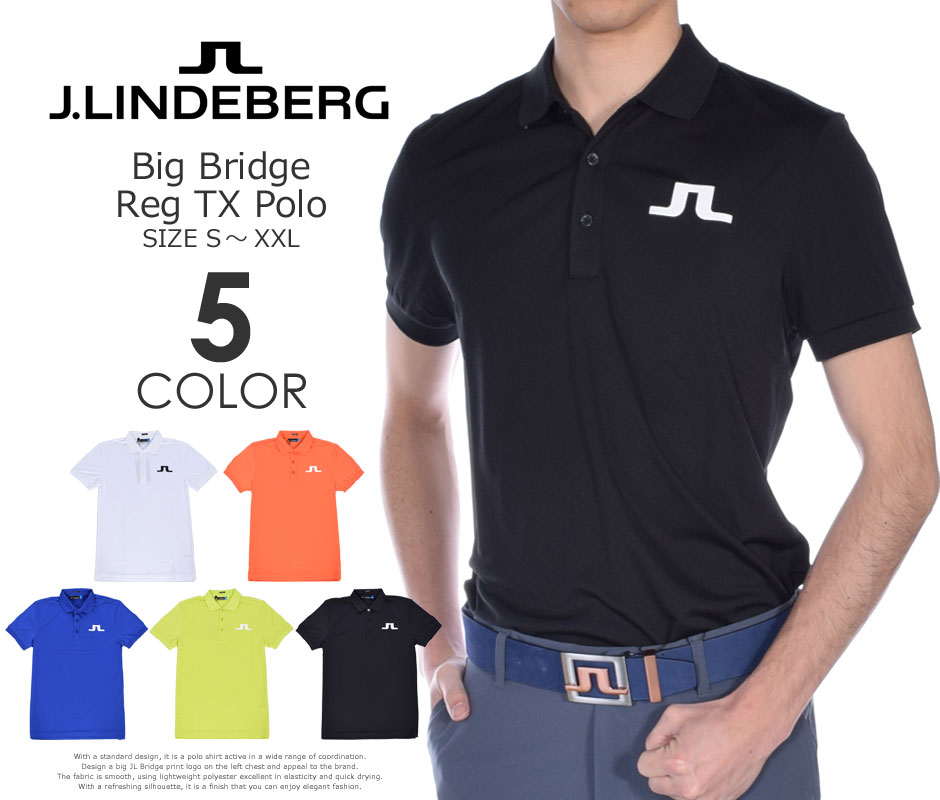 J.LINDEBERG
Big Bridge
Reg TX Polo
SIZE S～XXL
5
COLOR
With a standard design, it is a polo shirt active in a wide range of coordination.
Design a big JL Bridge print logo on the left chest and appeal to the brand.
The fabric is smooth, using lightweight polyester excellent in elasticity and quick drying.
With a refreshing silhouette, it is a finish that you can enjoy elegant fashion.